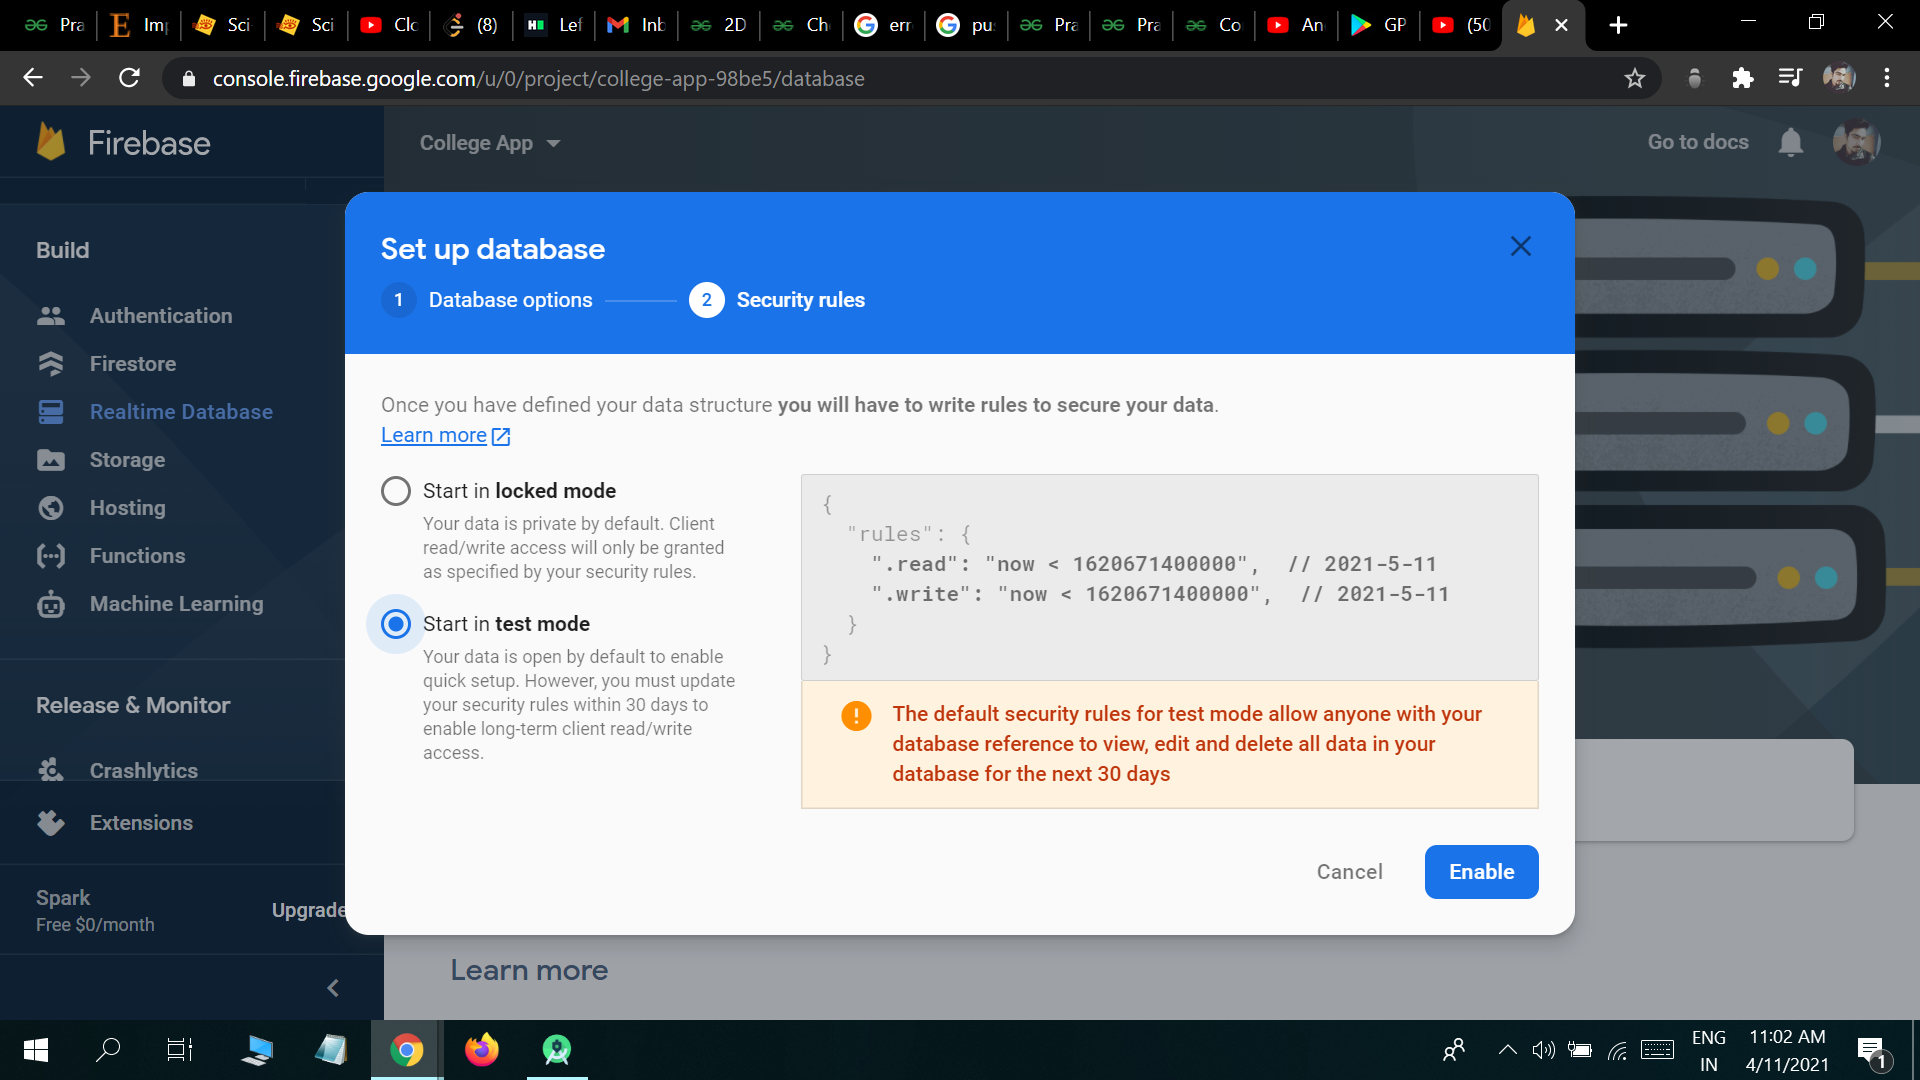 Pra
Imp
Sci
Sci
Clo
(8)
Lef
Inb
2D
Ch
err
pu
Pra
Pra
Co
An
GP
(50
console.firebase.google.com/u/0/project/college-app-98be5/database
Firebase
College App
Go to docs
Build
Authentication
Firestore
Realtime Database
Storage
Hosting
Functions
Machine Learning
Release & Monitor
Crashlytics
Extensions
Spark
Free $0/month
Upgrade
Set up database
1 Database options
2 Security rules
Once you have defined your data structure you will have to write rules to secure your data.
Learn more
Start in locked mode
Your data is private by default. Client
read/write access will only be granted
as specified by your security rules.
Start in test mode
Your data is open by default to enable
quick setup. However, you must update
your security rules within 30 days to
enable long-term client read/write
access.
{
"rules": {
".read": "now < 1620671400000",  // 2021-5-11
".write": "now < 1620671400000",  // 2021-5-11
}
}
The default security rules for test mode allow anyone with your
database reference to view, edit and delete all data in your
database for the next 30 days
Cancel
Enable
Learn more
ENG
IN
11:02 AM
4/11/2021
1